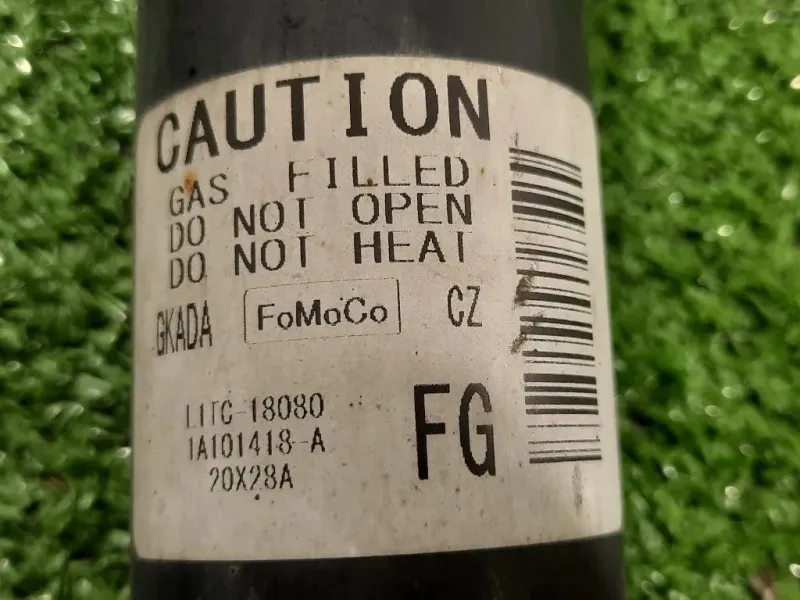 CAUTION
GAS FILLED
DO NOT OPEN
DO NOT HEAT
GKADA FoMoCo CZ
L1TC-18080
1A101418-A
20X28A
FG